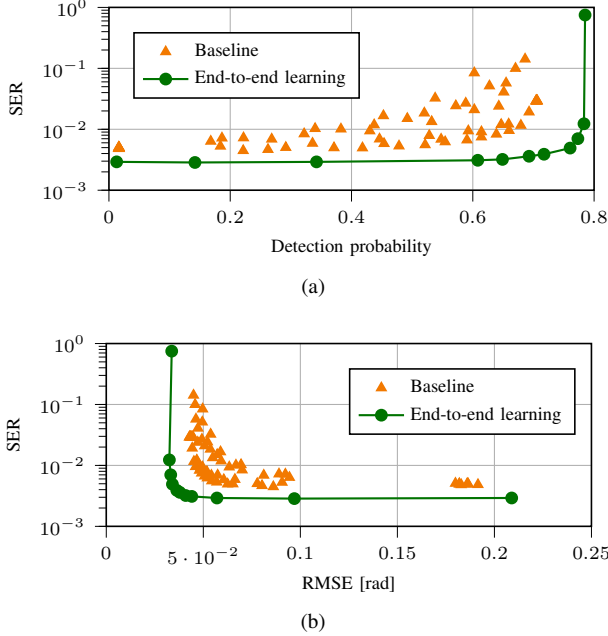 10^0
10^-1
10^-2
10^-3
SER
Baseline
End-to-end learning
0 0.2 0.4 0.6 0.8
Detection probability
(a)
10^0
10^-1
10^-2
10^-3
SER
Baseline
End-to-end learning
0 5 · 10^-2 0.1 0.15 0.2 0.25
RMSE [rad]
(b)